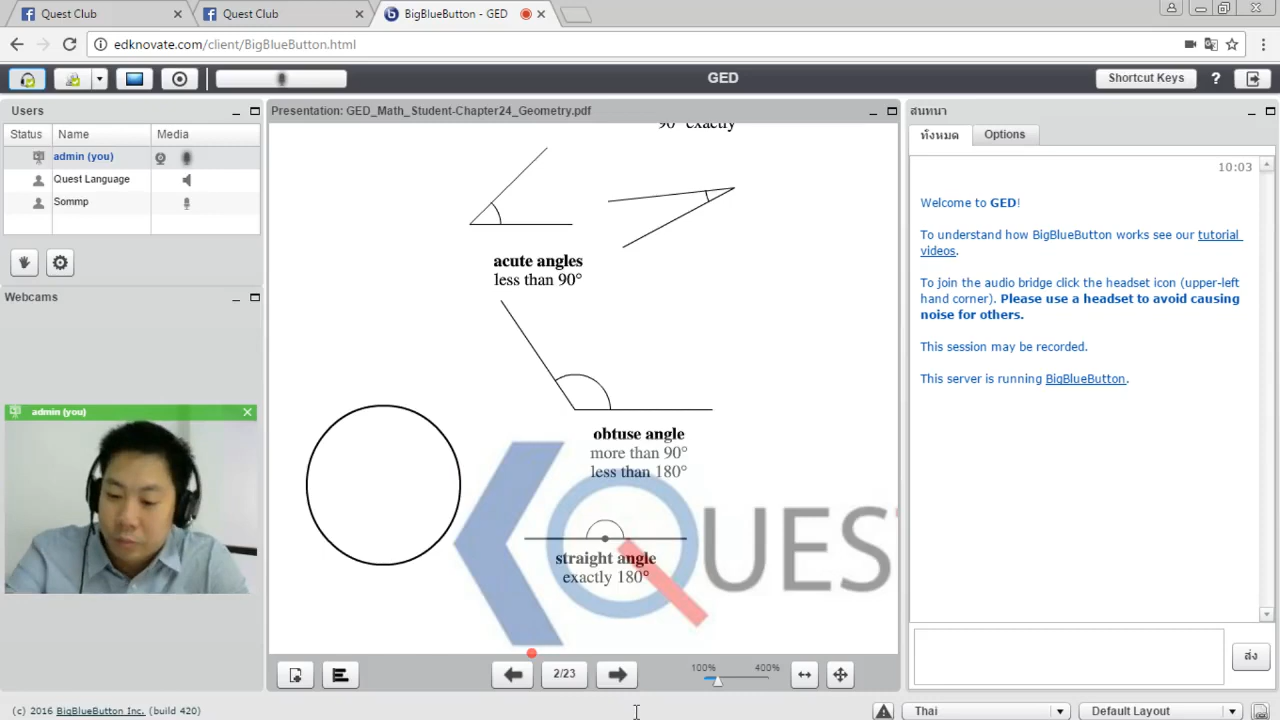 Quest Club
Quest Club
BigBlueButton - GED
edknovate.com/client/BigBlueButton.html
GED
Shortcut Keys
?
Users
Status Name Media
admin (you)
Quest Language
Sommp
Webcams
admin (you)
Presentation: GED_Math_Student-Chapter24_Geometry.pdf
90° exactly
acute angles
less than 90°
obtuse angle
more than 90°
less than 180°
QUES
straight angle
exactly 180°
2/23
100% 400%
สนทนา
ทั้งหมด Options
10:03
Welcome to GED!
To understand how BigBlueButton works see our tutorial
videos.
To join the audio bridge click the headset icon (upper-left
hand corner). Please use a headset to avoid causing
noise for others.
This session may be recorded.
This server is running BigBlueButton.
ส่ง
(c) 2016 BigBlueButton Inc. (build 420)
Thai
Default Layout